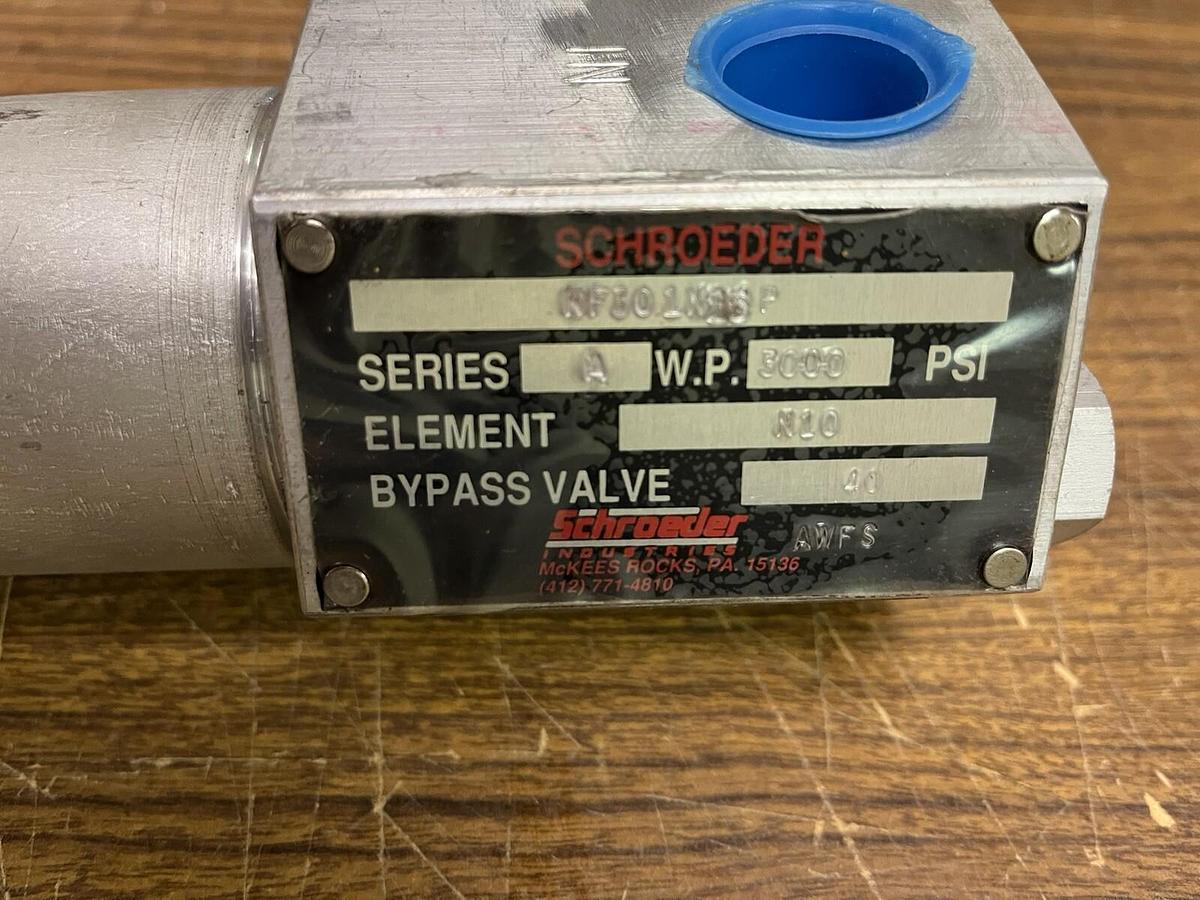 IN
SCHROEDER
SERIES A W.P. 3000 PSI
ELEMENT N10
BYPASS VALVE 40
Schroeder
INDUSTRIES AWFS
McKEES ROCKS, PA. 15136
(412) 771-4810